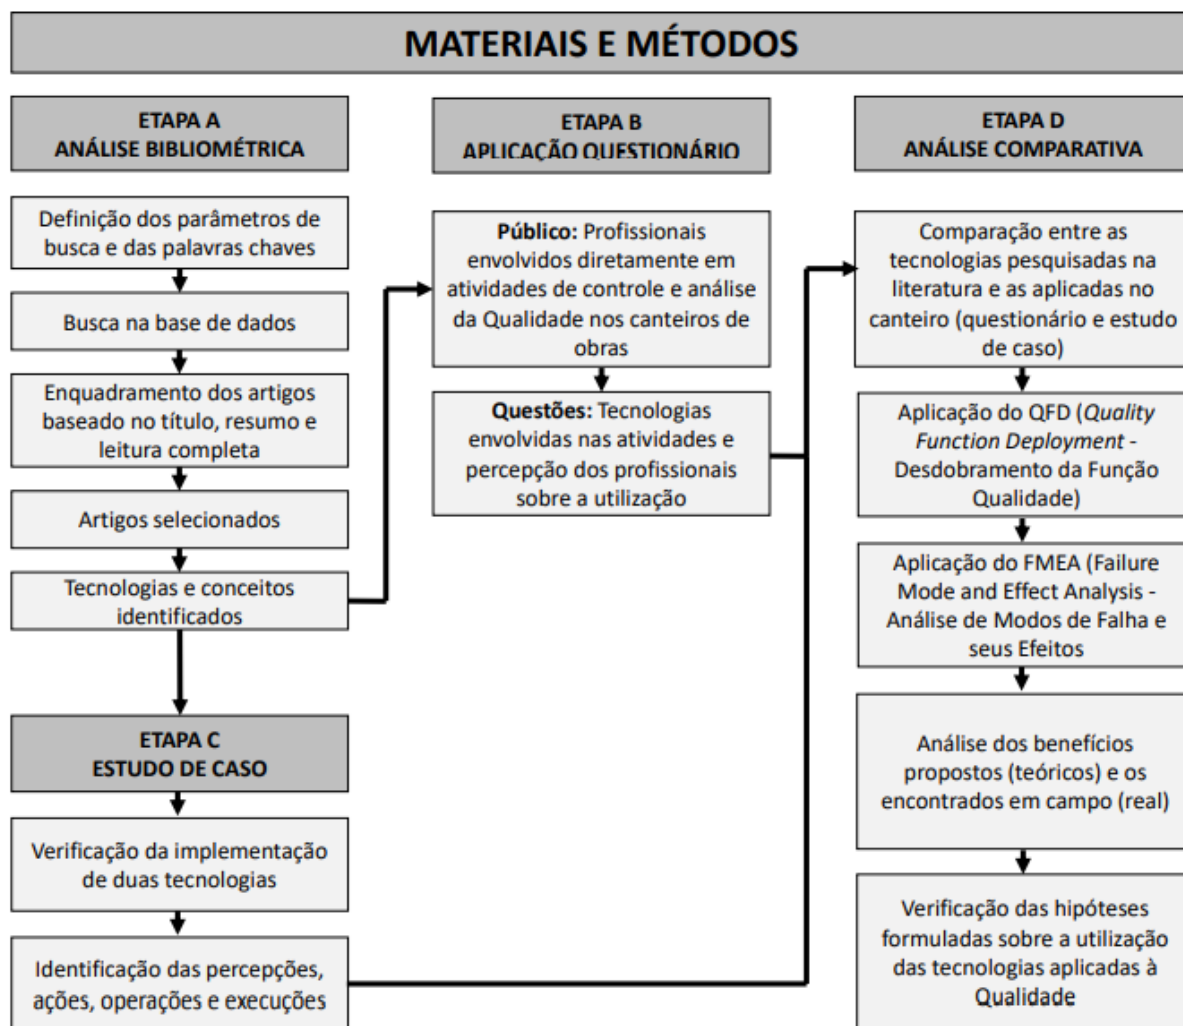 MATERIAIS E MÉTODOS
ETAPA A
ANÁLISE BIBLIOMÉTRICA
Definição dos parâmetros de
busca e das palavras chaves
Busca na base de dados
Enquadramento dos artigos
baseado no título, resumo e
leitura completa
Artigos selecionados
Tecnologias e conceitos
identificados
ETAPA C
ESTUDO DE CASO
Verificação da implementação
de duas tecnologias
Identificação das percepções,
ações, operações e execuções
ETAPA B
APLICAÇÃO QUESTIONÁRIO
Público: Profissionais
envolvidos diretamente em
atividades de controle e análise
da Qualidade nos canteiros de
obras
Questões: Tecnologias
envolvidas nas atividades e
percepção dos profissionais
sobre a utilização
ETAPA D
ANÁLISE COMPARATIVA
Comparação entre as
tecnologias pesquisadas na
literatura e as aplicadas no
canteiro (questionário e estudo
de caso)
Aplicação do QFD (Quality
Function Deployment -
Desdobramento da Função
Qualidade)
Aplicação do FMEA (Failure
Mode and Effect Analysis -
Análise de Modos de Falha e
seus Efeitos
Análise dos benefícios
propostos (teóricos) e os
encontrados em campo (real)
Verificação das hipóteses
formuladas sobre a utilização
das tecnologias aplicadas à
Qualidade